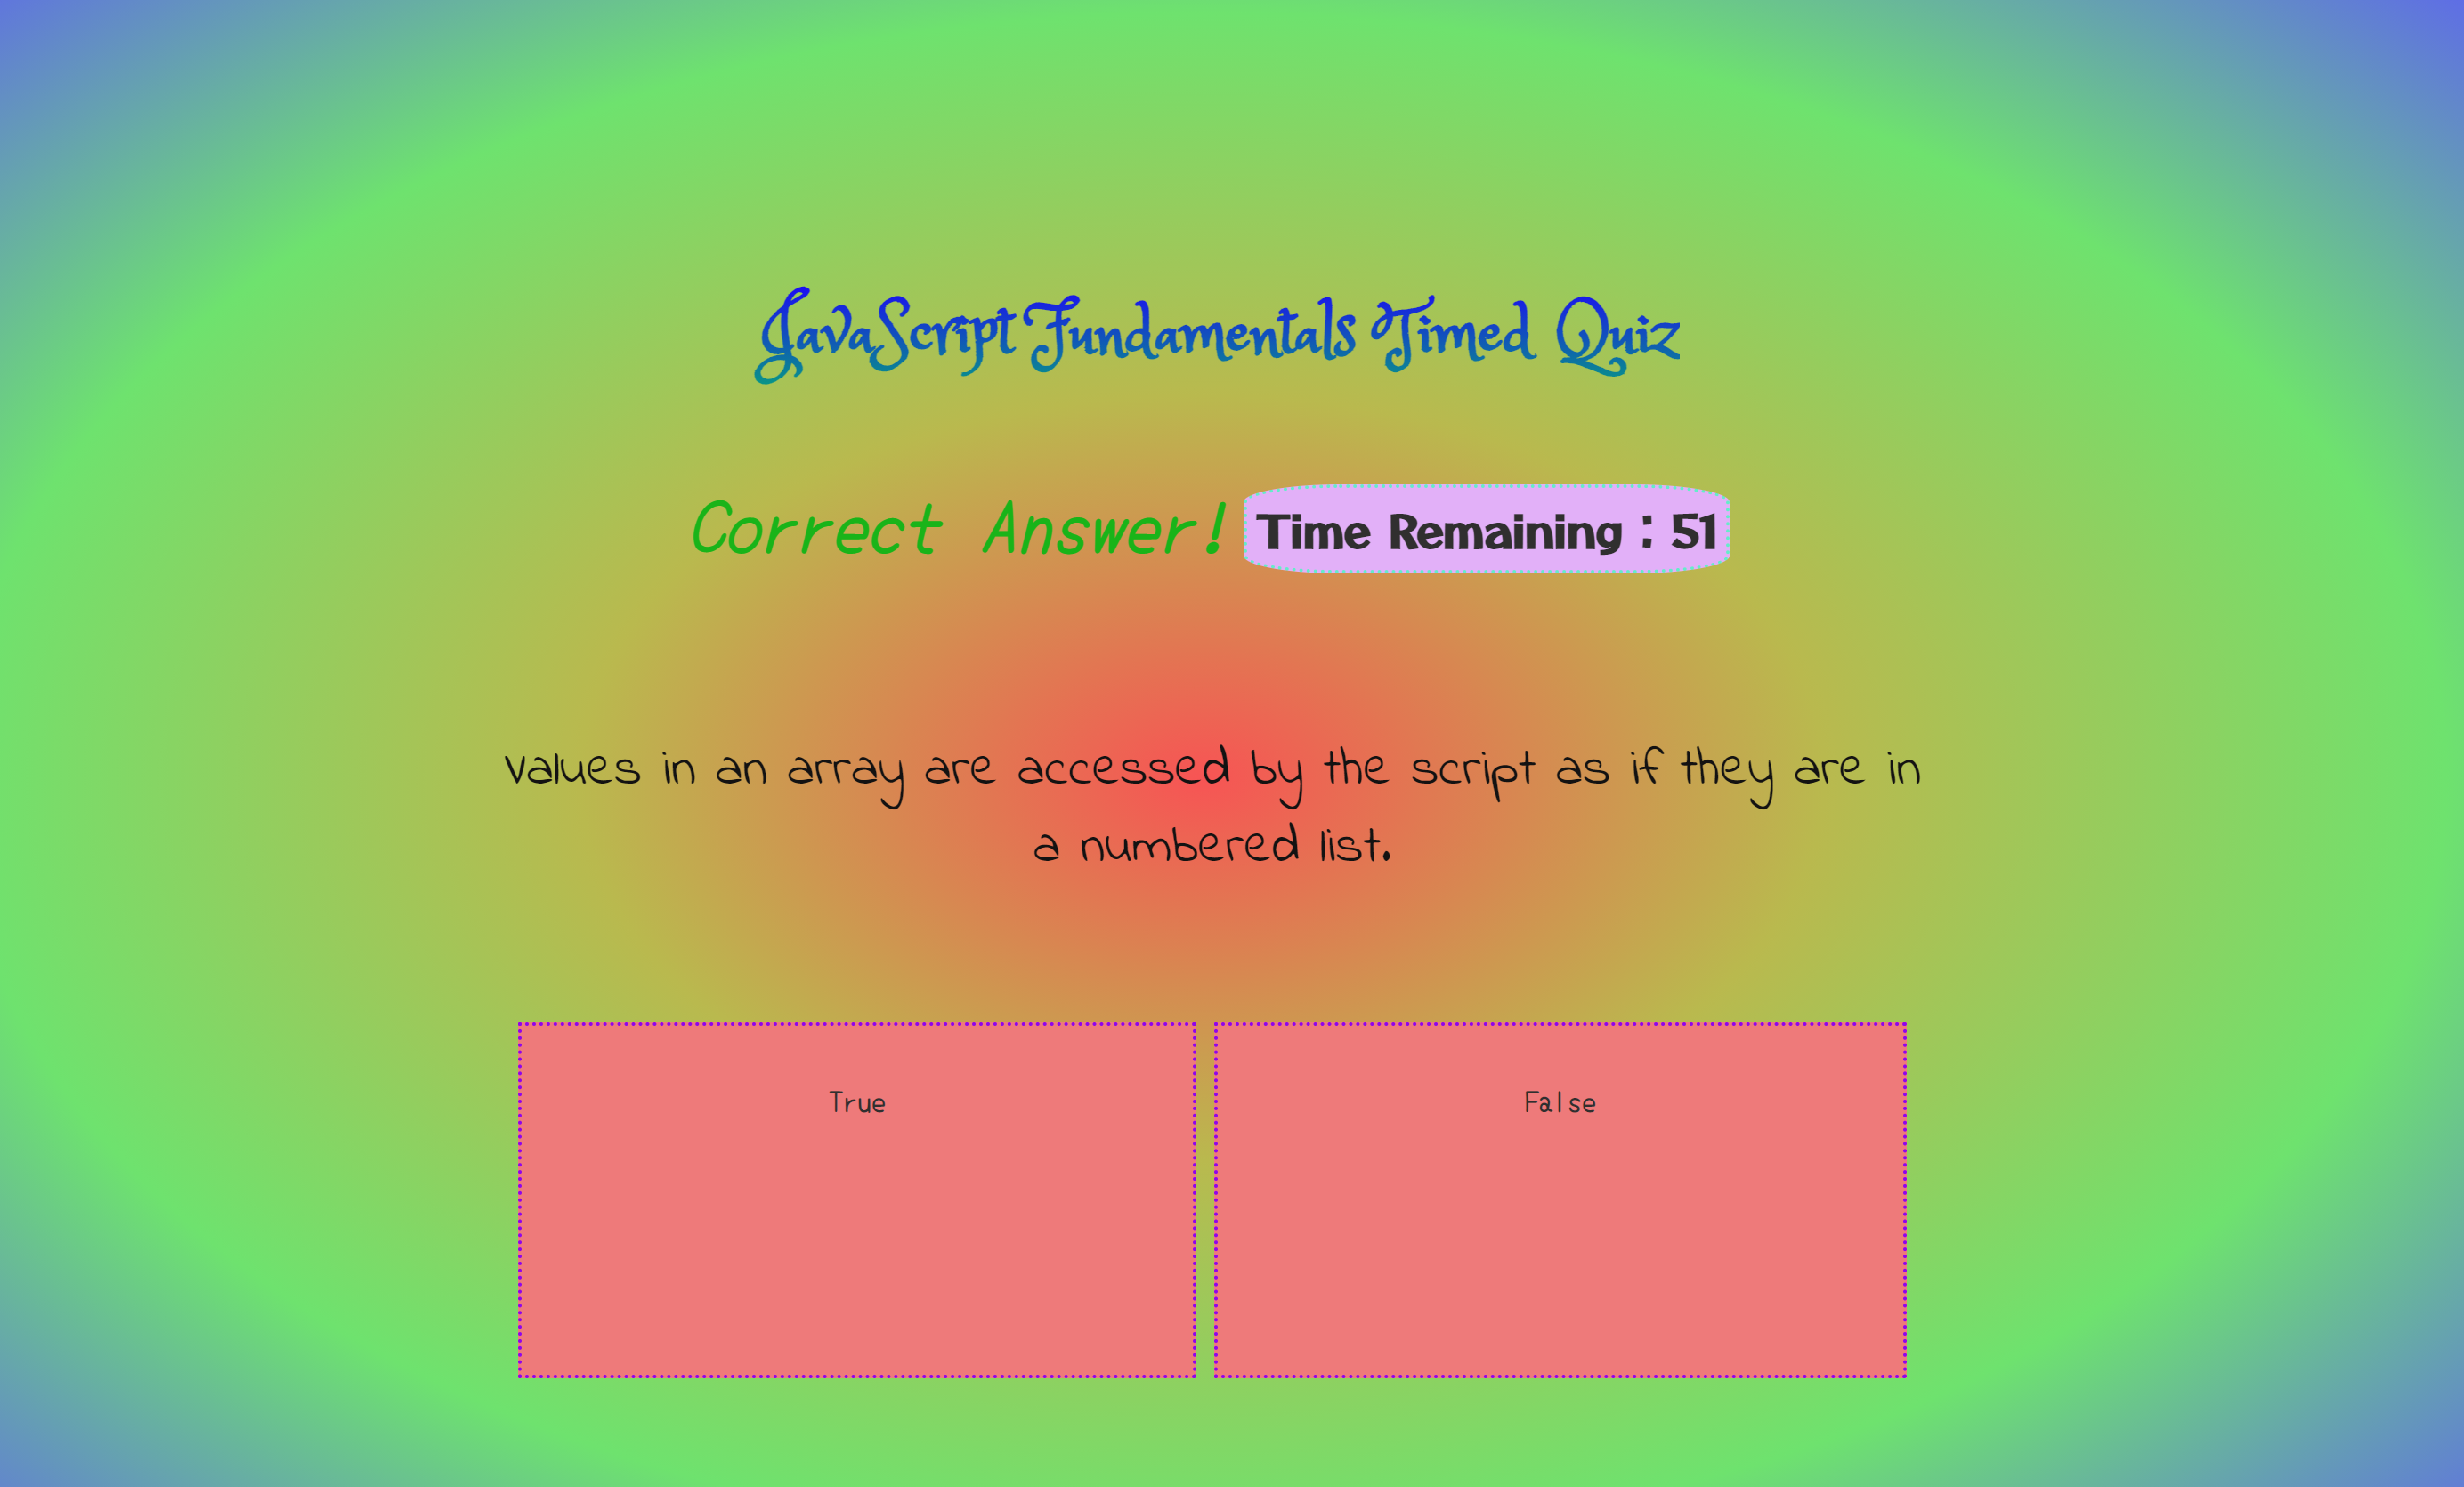 JavaScript Fundamentals Timed Quiz
Correct Answer! Time Remaining : 51
Values in an array are accessed by the script as if they are in
a numbered list.
True
False